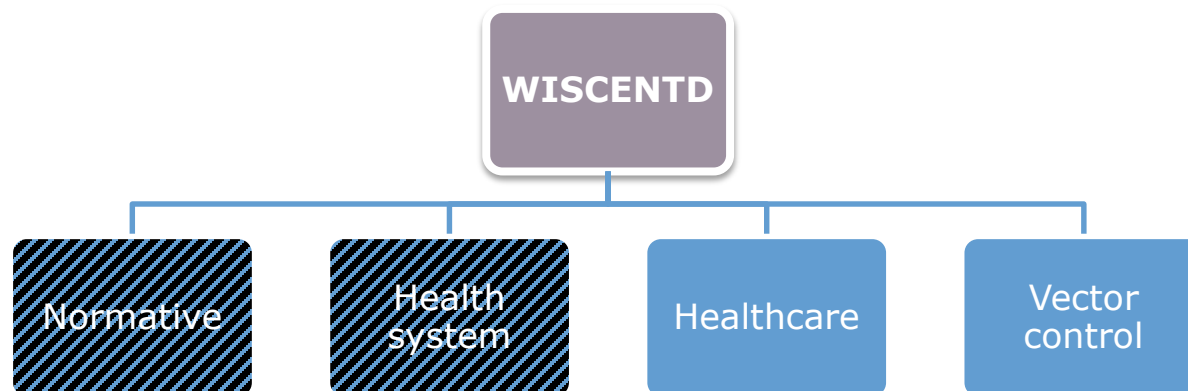 WISCENTD
Normative
Health
system
Healthcare
Vector
control